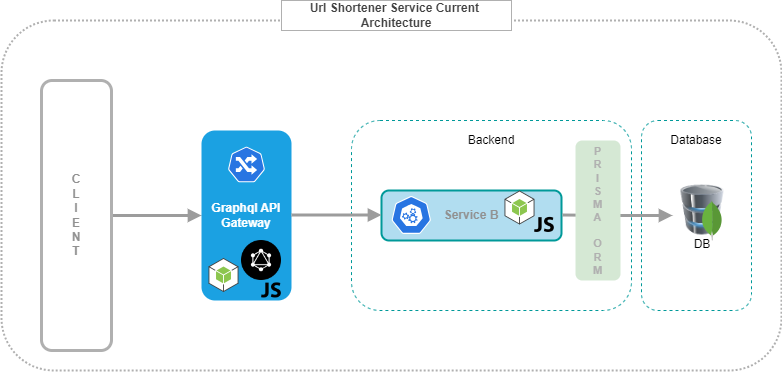 Url Shortener Service Current
Architecture
CLIENT
Graphql API
Gateway
JS
Backend
Service B
JS
PRISMA ORM
Database
DB